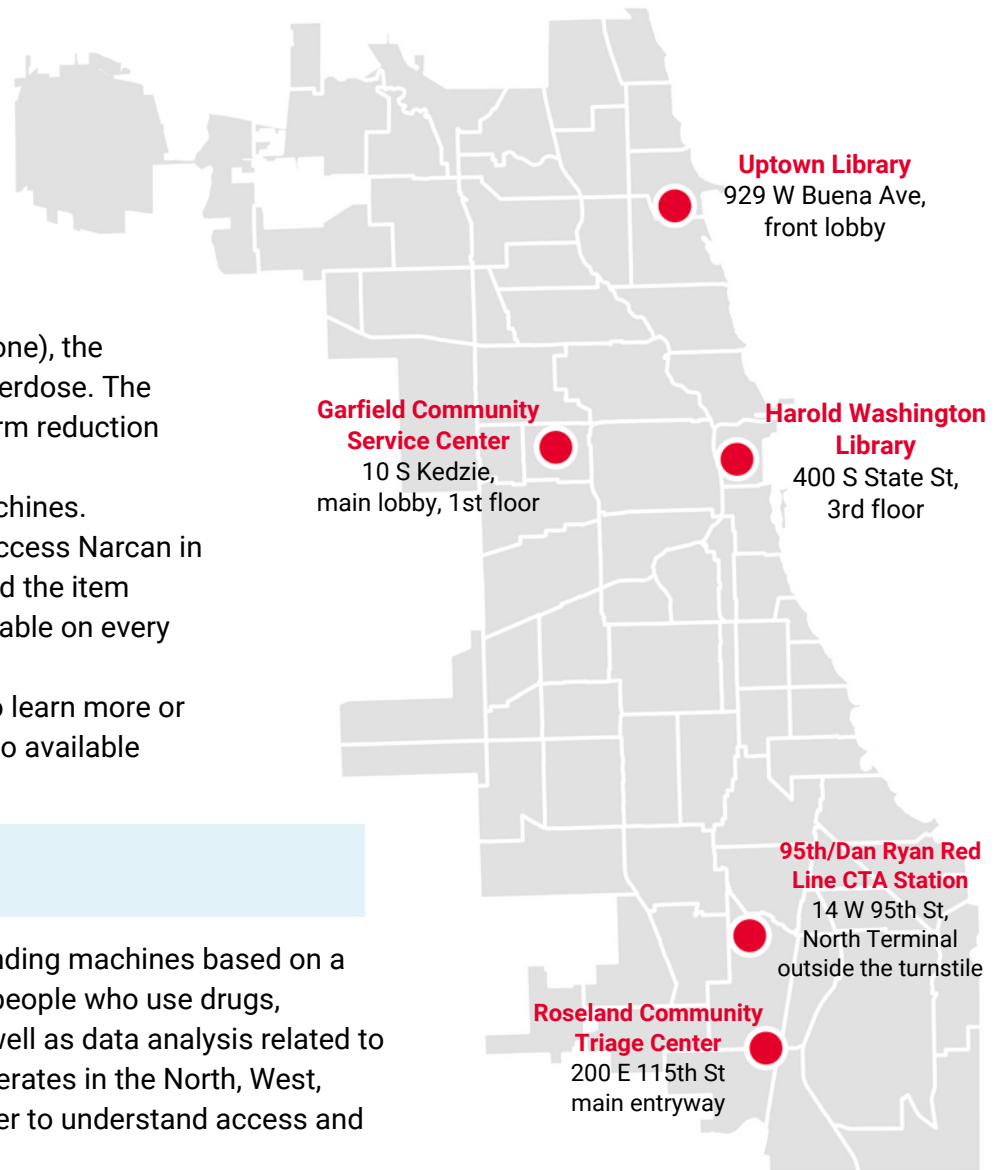 Uptown Library
929 W Buena Ave,
front lobby
one), the
erdose. The
rm reduction
chines.
ccess Narcan in
d the item
able on every
o learn more or
o available
Garfield Community
Service Center
10 S Kedzie,
main lobby, 1st floor
Harold Washington
Library
400 S State St,
3rd floor
95th/Dan Ryan Red
Line CTA Station
14 W 95th St,
North Terminal
outside the turnstile
nding machines based on a
people who use drugs,
well as data analysis related to
erates in the North, West,
er to understand access and
Roseland Community
Triage Center
200 E 115th St
main entryway